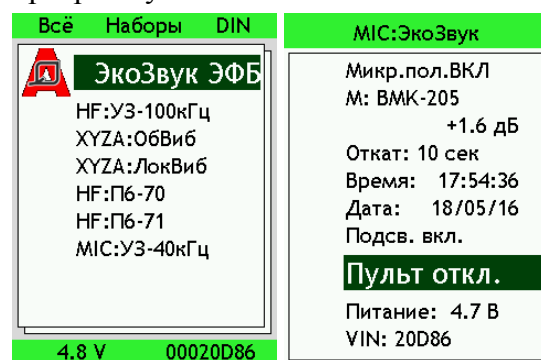 Всё Наборы DIN
ЭкоЗвук ЭФБ
HF:УЗ-100кГц
XYZA:ОбВиб
XYZA:ЛокВиб
HF:П6-70
HF:П6-71
MIC:УЗ-40кГц
4.8 V 00020D86
MIC:ЭкоЗвук
Микр.пол.ВКЛ
М: ВМК-205
+1.6 дБ
Откат: 10 сек
Время: 17:54:36
Дата: 18/05/16
Подсв. вкл.
Пульт откл.
Питание: 4.7 В
VIN: 20D86